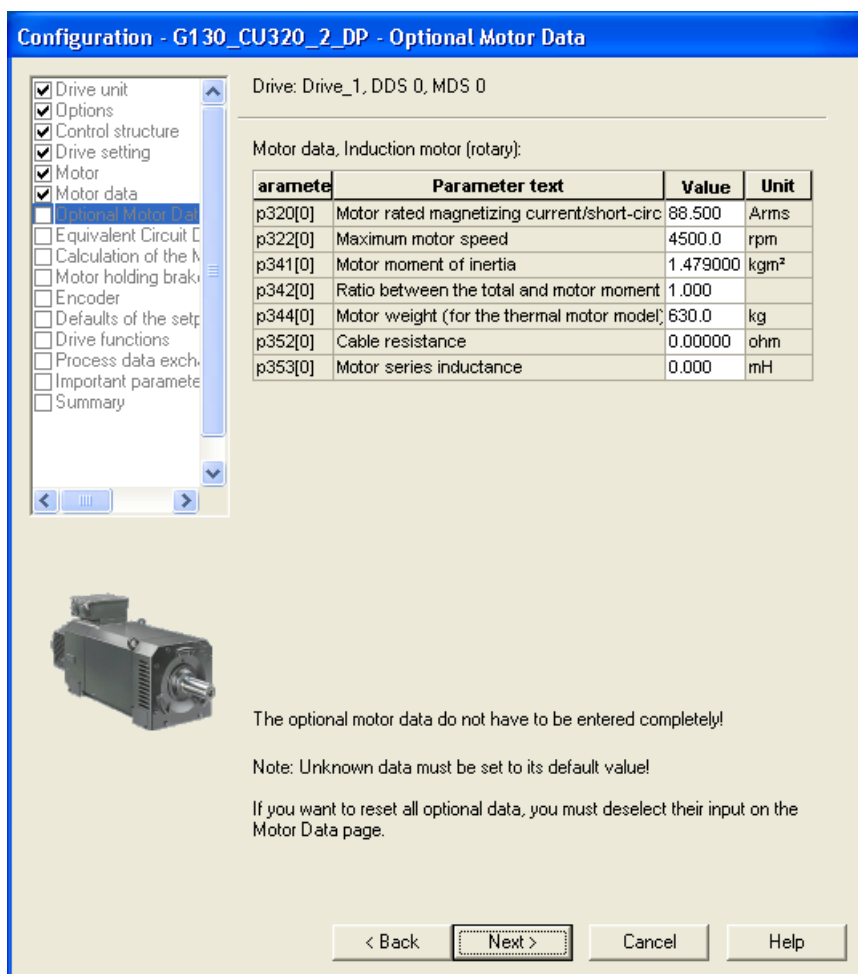 Configuration - G130_CU320_2_DP - Optional Motor Data
Drive unit
Options
Control structure
Drive setting
Motor
Motor data
Optional Motor Dat
Equivalent Circuit D
Calculation of the M
Motor holding brak
Encoder
Defaults of the setp
Drive functions
Process data exch
Important paramete
Summary
Drive: Drive_1, DDS 0, MDS 0
Motor data, Induction motor (rotary):
aramete Parameter text Value Unit
p320[0] Motor rated magnetizing current/short-circ 88.500 Arms
p322[0] Maximum motor speed 4500.0 rpm
p341[0] Motor moment of inertia 1.479000 kgm²
p342[0] Ratio between the total and motor moment 1.000
p344[0] Motor weight (for the thermal motor model) 630.0 kg
p352[0] Cable resistance 0.00000 ohm
p353[0] Motor series inductance 0.000 mH
The optional motor data do not have to be entered completely!
Note: Unknown data must be set to its default value!
If you want to reset all optional data, you must deselect their input on the
Motor Data page.
< Back Next > Cancel Help